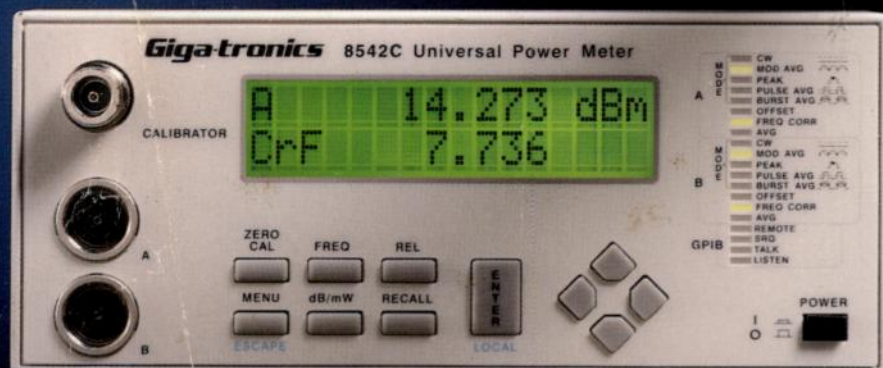 Giga-tronics 8542C Universal Power Meter
CALIBRATOR
A 14.273 dBm
CrF 7.736
A
B
ZERO CAL
FREQ
REL
MENU
dB/mW
RECALL
ESCAPE
ENTER
LOCAL
MODE
A
CW
MOD AVG
PEAK
PULSE AVG
BURST AVG
OFFSET
FREQ CORR
AVG
MODE
B
CW
MOD AVG
PEAK
PULSE AVG
BURST AVG
OFFSET
FREQ CORR
AVG
GPIB
REMOTE
SRQ
TALK
LISTEN
POWER
I
O